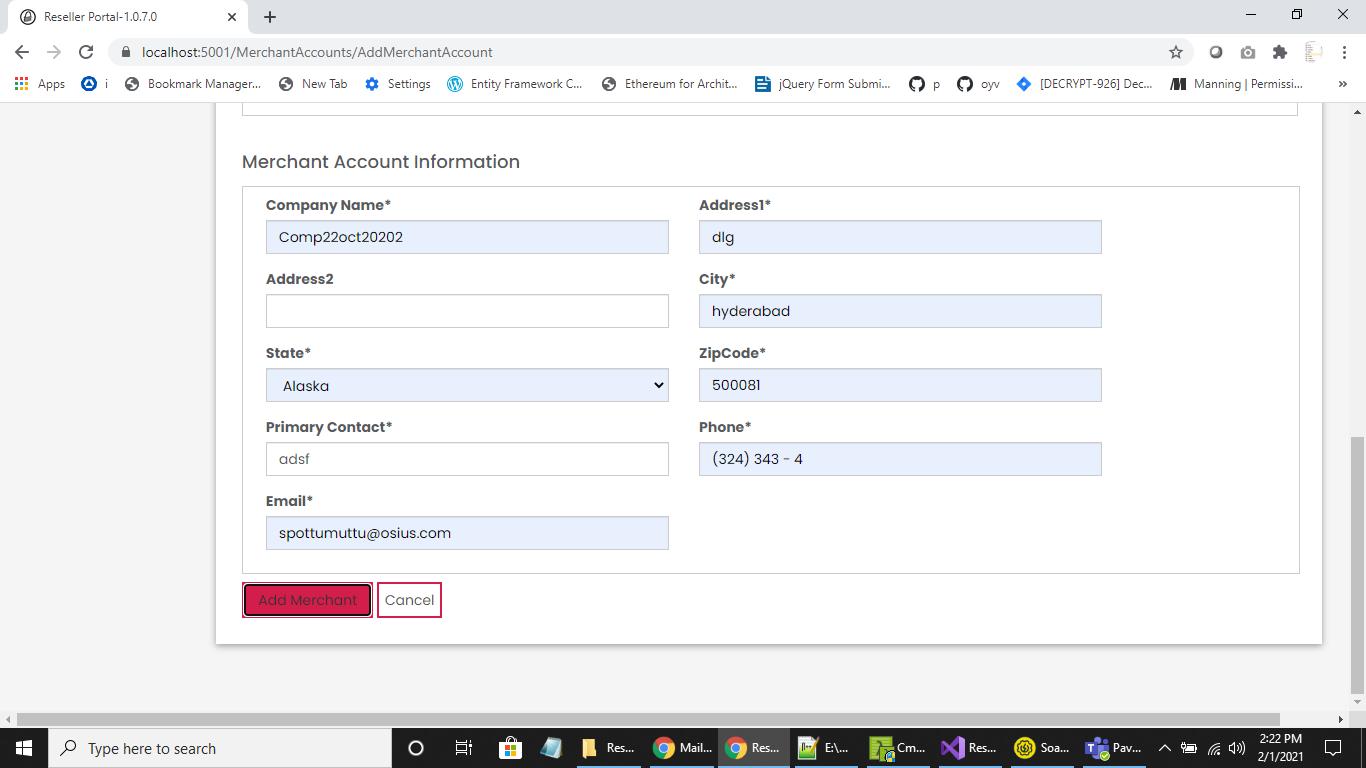 Reseller Portal-1.0.7.0
localhost:5001/MerchantAccounts/AddMerchantAccount
Apps i Bookmark Manager... New Tab Settings Entity Framework C... Ethereum for Archit... jQuery Form Submi... p oyv [DECRYPT-926] Dec... Manning | Permissi... »
Merchant Account Information
Company Name* Address1*
Comp22oct20202 dlg
Address2 City*
hyderabad
State* ZipCode*
Alaska 500081
Primary Contact* Phone*
adsf (324) 343 - 4
Email*
spottumuttu@osius.com
Add Merchant Cancel
Type here to search Res... Mail... Res... E:\... Cm... Res... Soa... Pav... 2:22 PM
2/1/2021